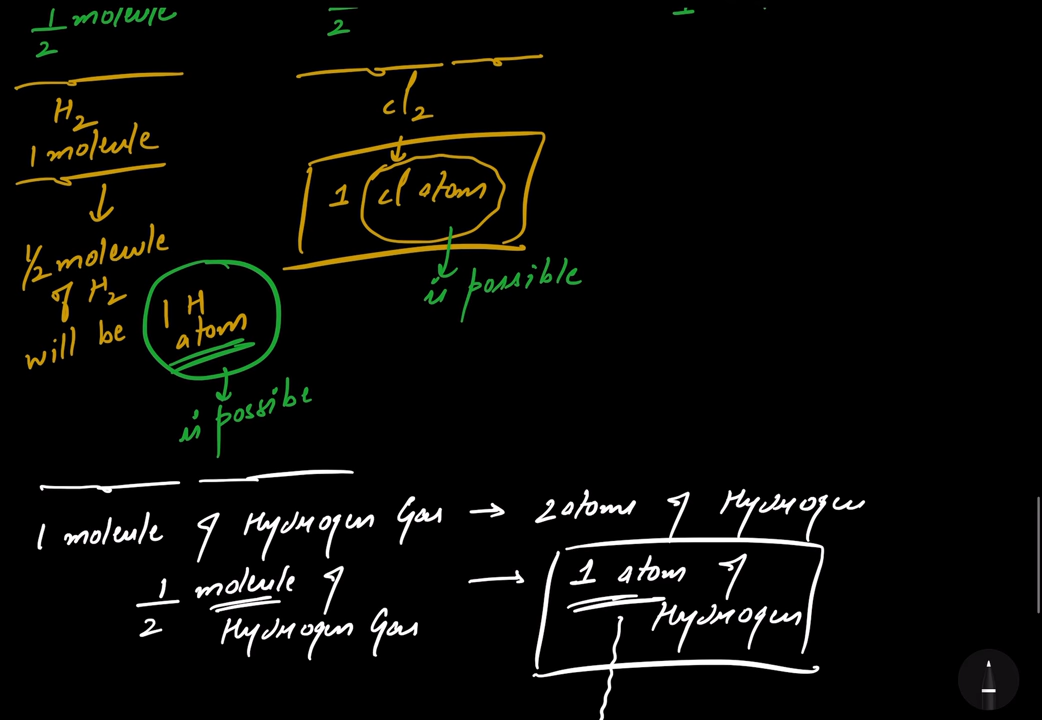 1/2 molecule
2
1
H2
1 molecule
Cl2
1 Cl atom
is possible
1/2 molecule
of H2
will be
1 H
atom
is possible
1 molecule of Hydrogen Gas → 2 atoms of Hydrogen
1/2 molecule of → 1 atom of
Hydrogen Gas Hydrogen